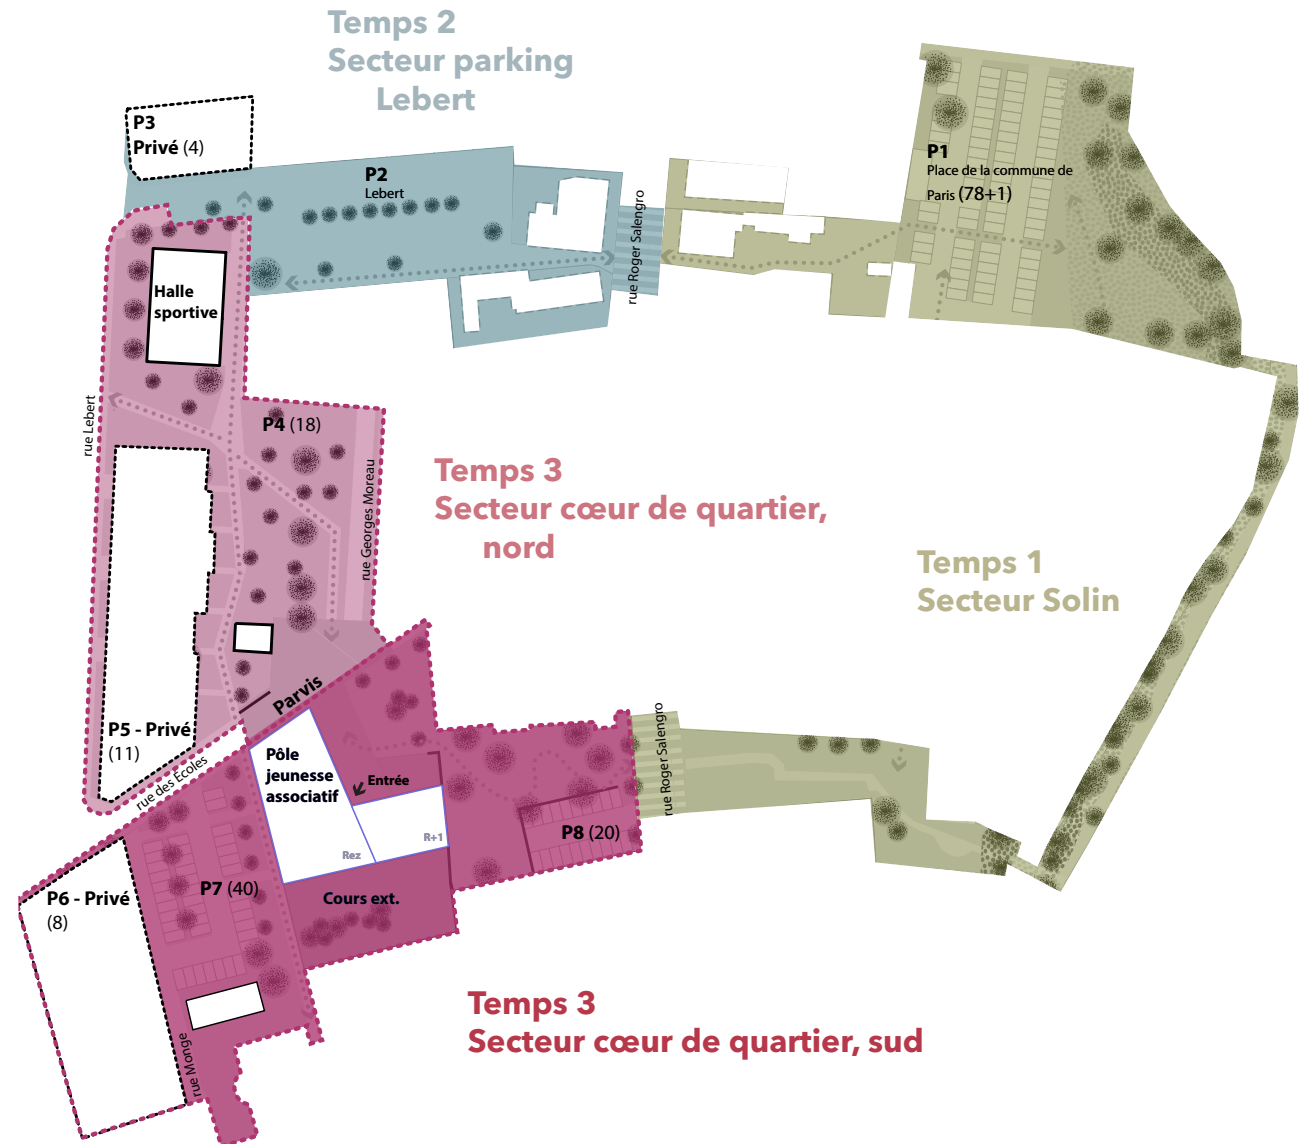 Temps 2
Secteur parking
Lebert
P3
Privé (4)
P2
Lebert
rue Roger Salengro
P1
Place de la commune de
Paris (78+1)
Halle
sportive
rue Lebert
P4 (18)
rue Georges Moreau
Temps 3
Secteur cœur de quartier,
nord
Temps 1
Secteur Solin
Parvis
P5 - Privé
(11)
rue des Écoles
Pôle
jeunesse
associatif
Entrée
rue Roger Salengro
R+1
Rez
P8 (20)
P7 (40)
P6 - Privé
(8)
Cours ext.
rue Monge
Temps 3
Secteur cœur de quartier, sud